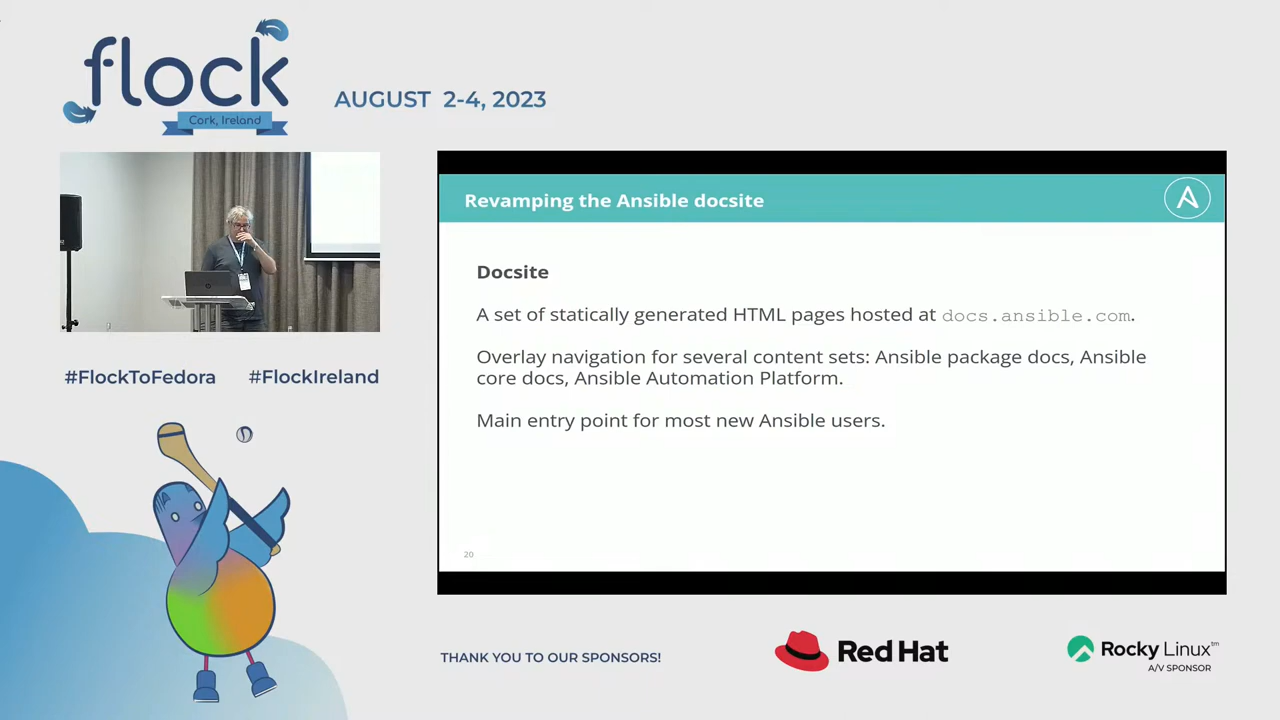 flock
Cork, Ireland
AUGUST 2-4, 2023
#FlockToFedora #FlockIreland
Revamping the Ansible docsite
Docsite
A set of statically generated HTML pages hosted at docs.ansible.com.
Overlay navigation for several content sets: Ansible package docs, Ansible
core docs, Ansible Automation Platform.
Main entry point for most new Ansible users.
20
THANK YOU TO OUR SPONSORS!
Red Hat
Rocky Linux™
A/V SPONSOR